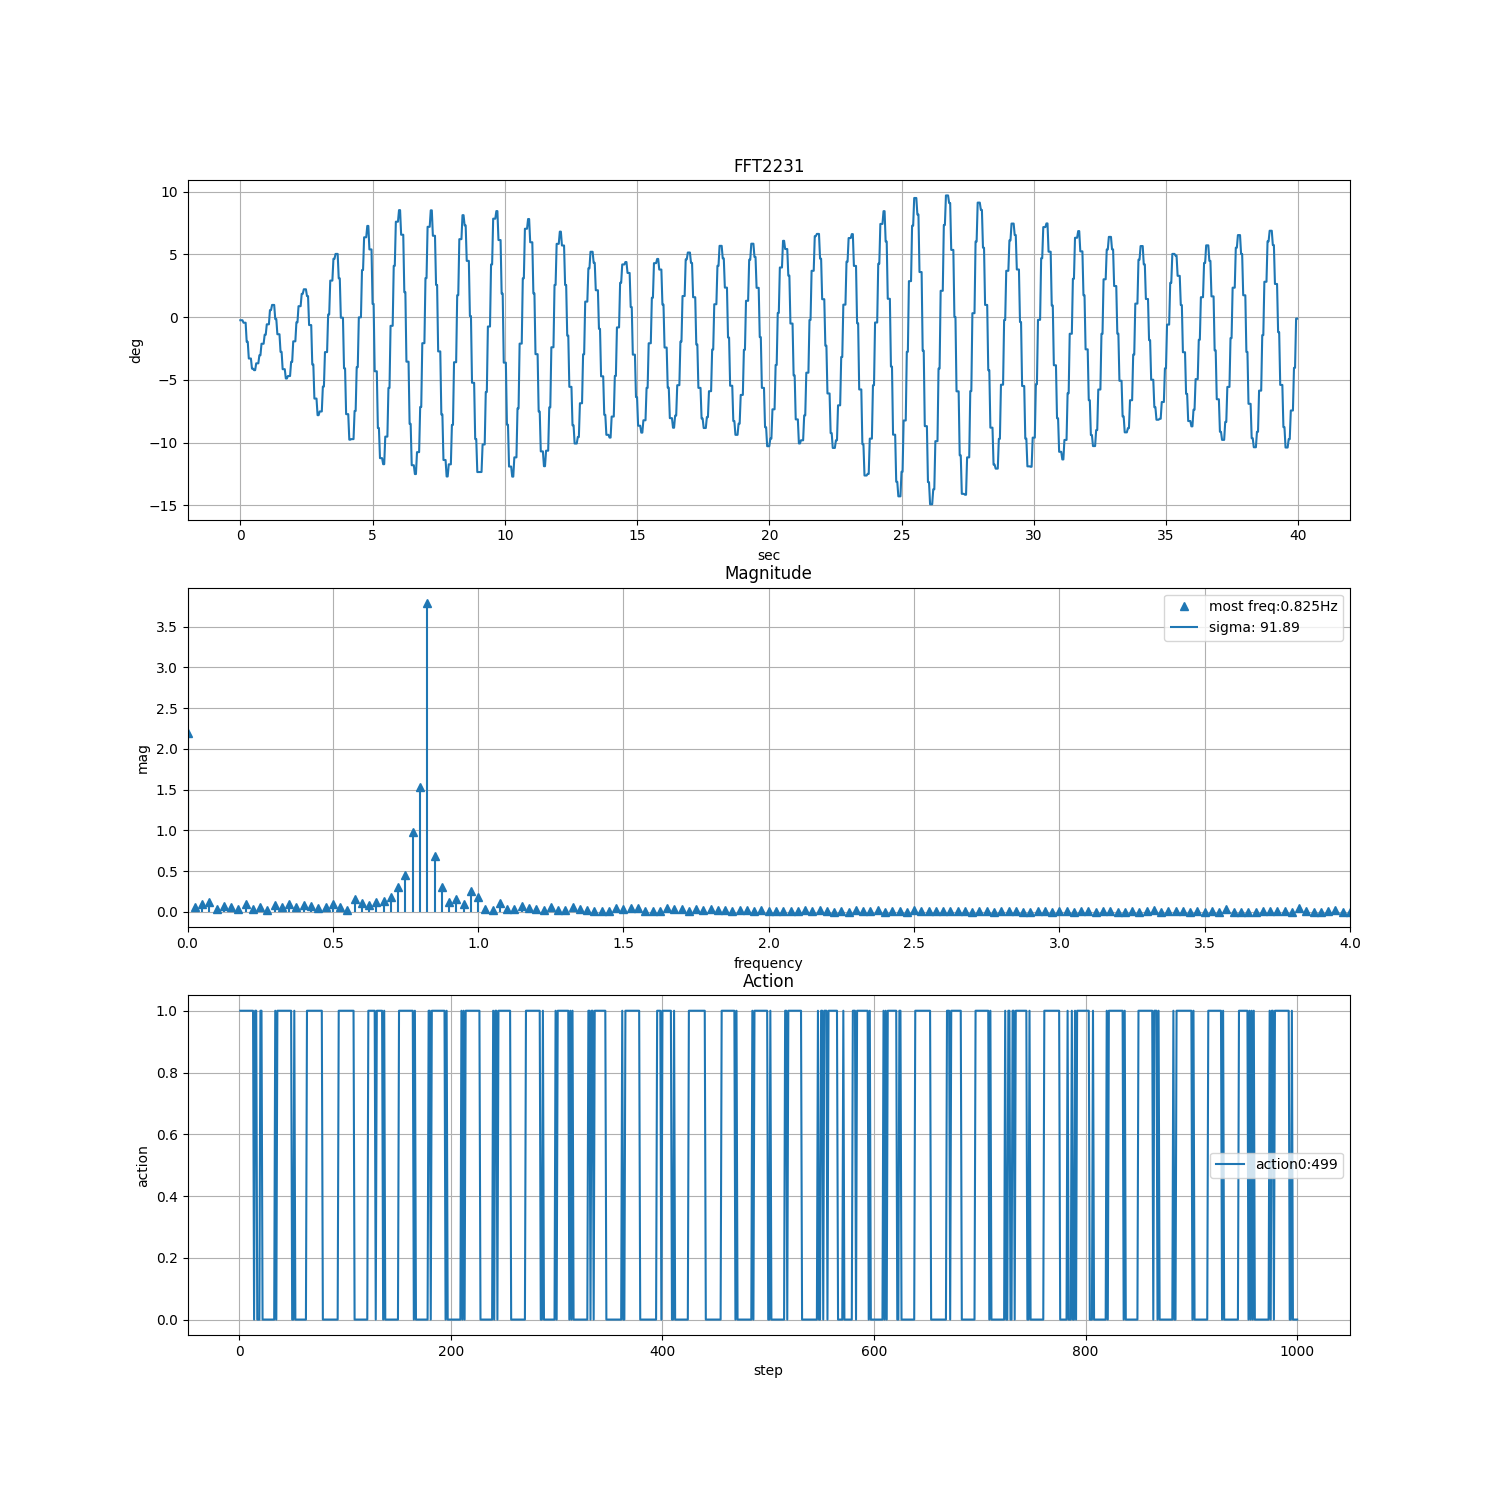 FFT2231
10
5
0
−5
−10
−15
deg
0 5 10 15 20 25 30 35 40
sec
Magnitude
most freq:0.825Hz
sigma: 91.89
3.5
3.0
2.5
2.0
1.5
1.0
0.5
0.0
mag
0.0 0.5 1.0 1.5 2.0 2.5 3.0 3.5 4.0
frequency
Action
1.0
0.8
0.6
0.4
0.2
0.0
action
action0:499
0 200 400 600 800 1000
step